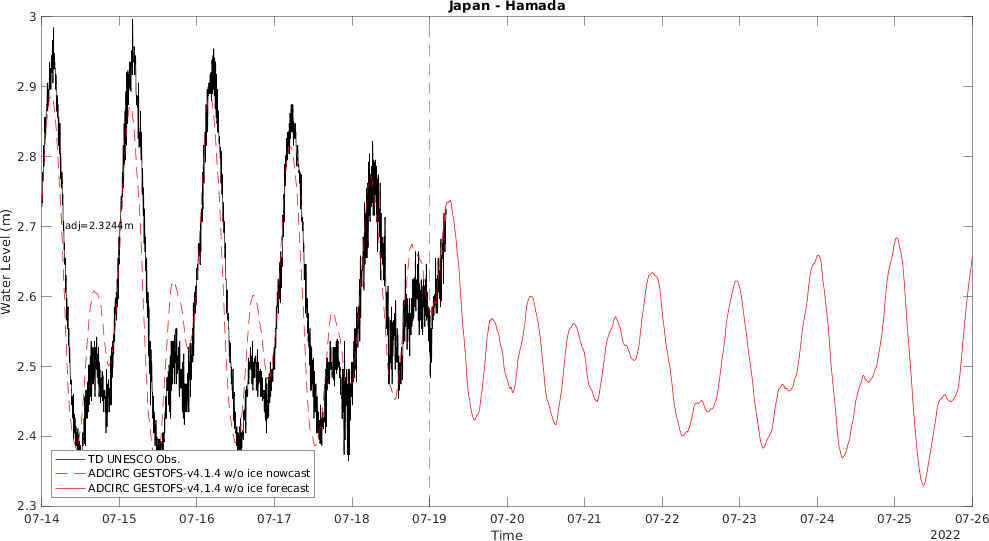 Japan - Hamada
3
2.9
2.8
2.7
2.6
2.5
2.4
2.3
Water Level (m)
adj=2.3244m
TD UNESCO Obs.
ADCIRC GESTOFS-v4.1.4 w/o ice nowcast
ADCIRC GESTOFS-v4.1.4 w/o ice forecast
07-14 07-15 07-16 07-17 07-18 07-19 07-20 07-21 07-22 07-23 07-24 07-25 07-26
Time
2022